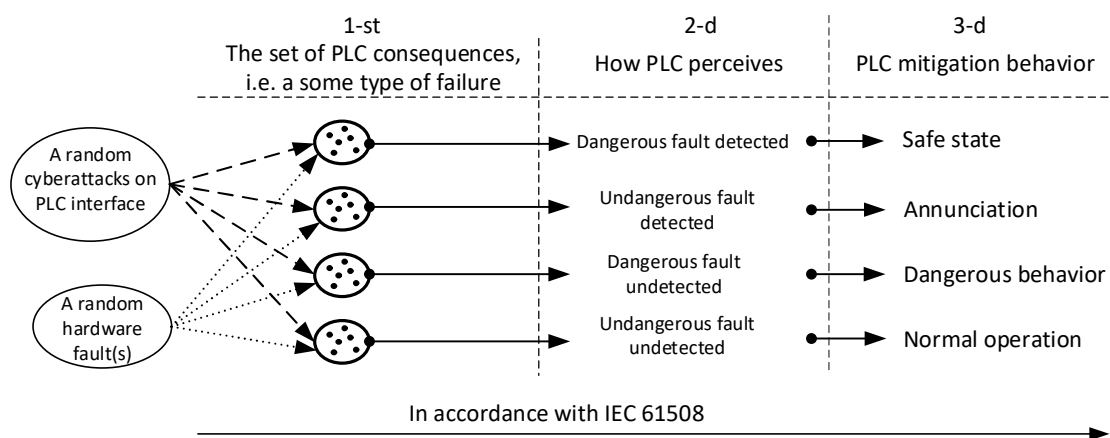 1-st
The set of PLC consequences,
i.e. a some type of failure
2-d
How PLC perceives
3-d
PLC mitigation behavior
A random
cyberattacks on
PLC interface
A random
hardware
fault(s)
Dangerous fault detected
Safe state
Undangerous fault
detected
Annunciation
Dangerous fault
undetected
Dangerous behavior
Undangerous fault
undetected
Normal operation
In accordance with IEC 61508